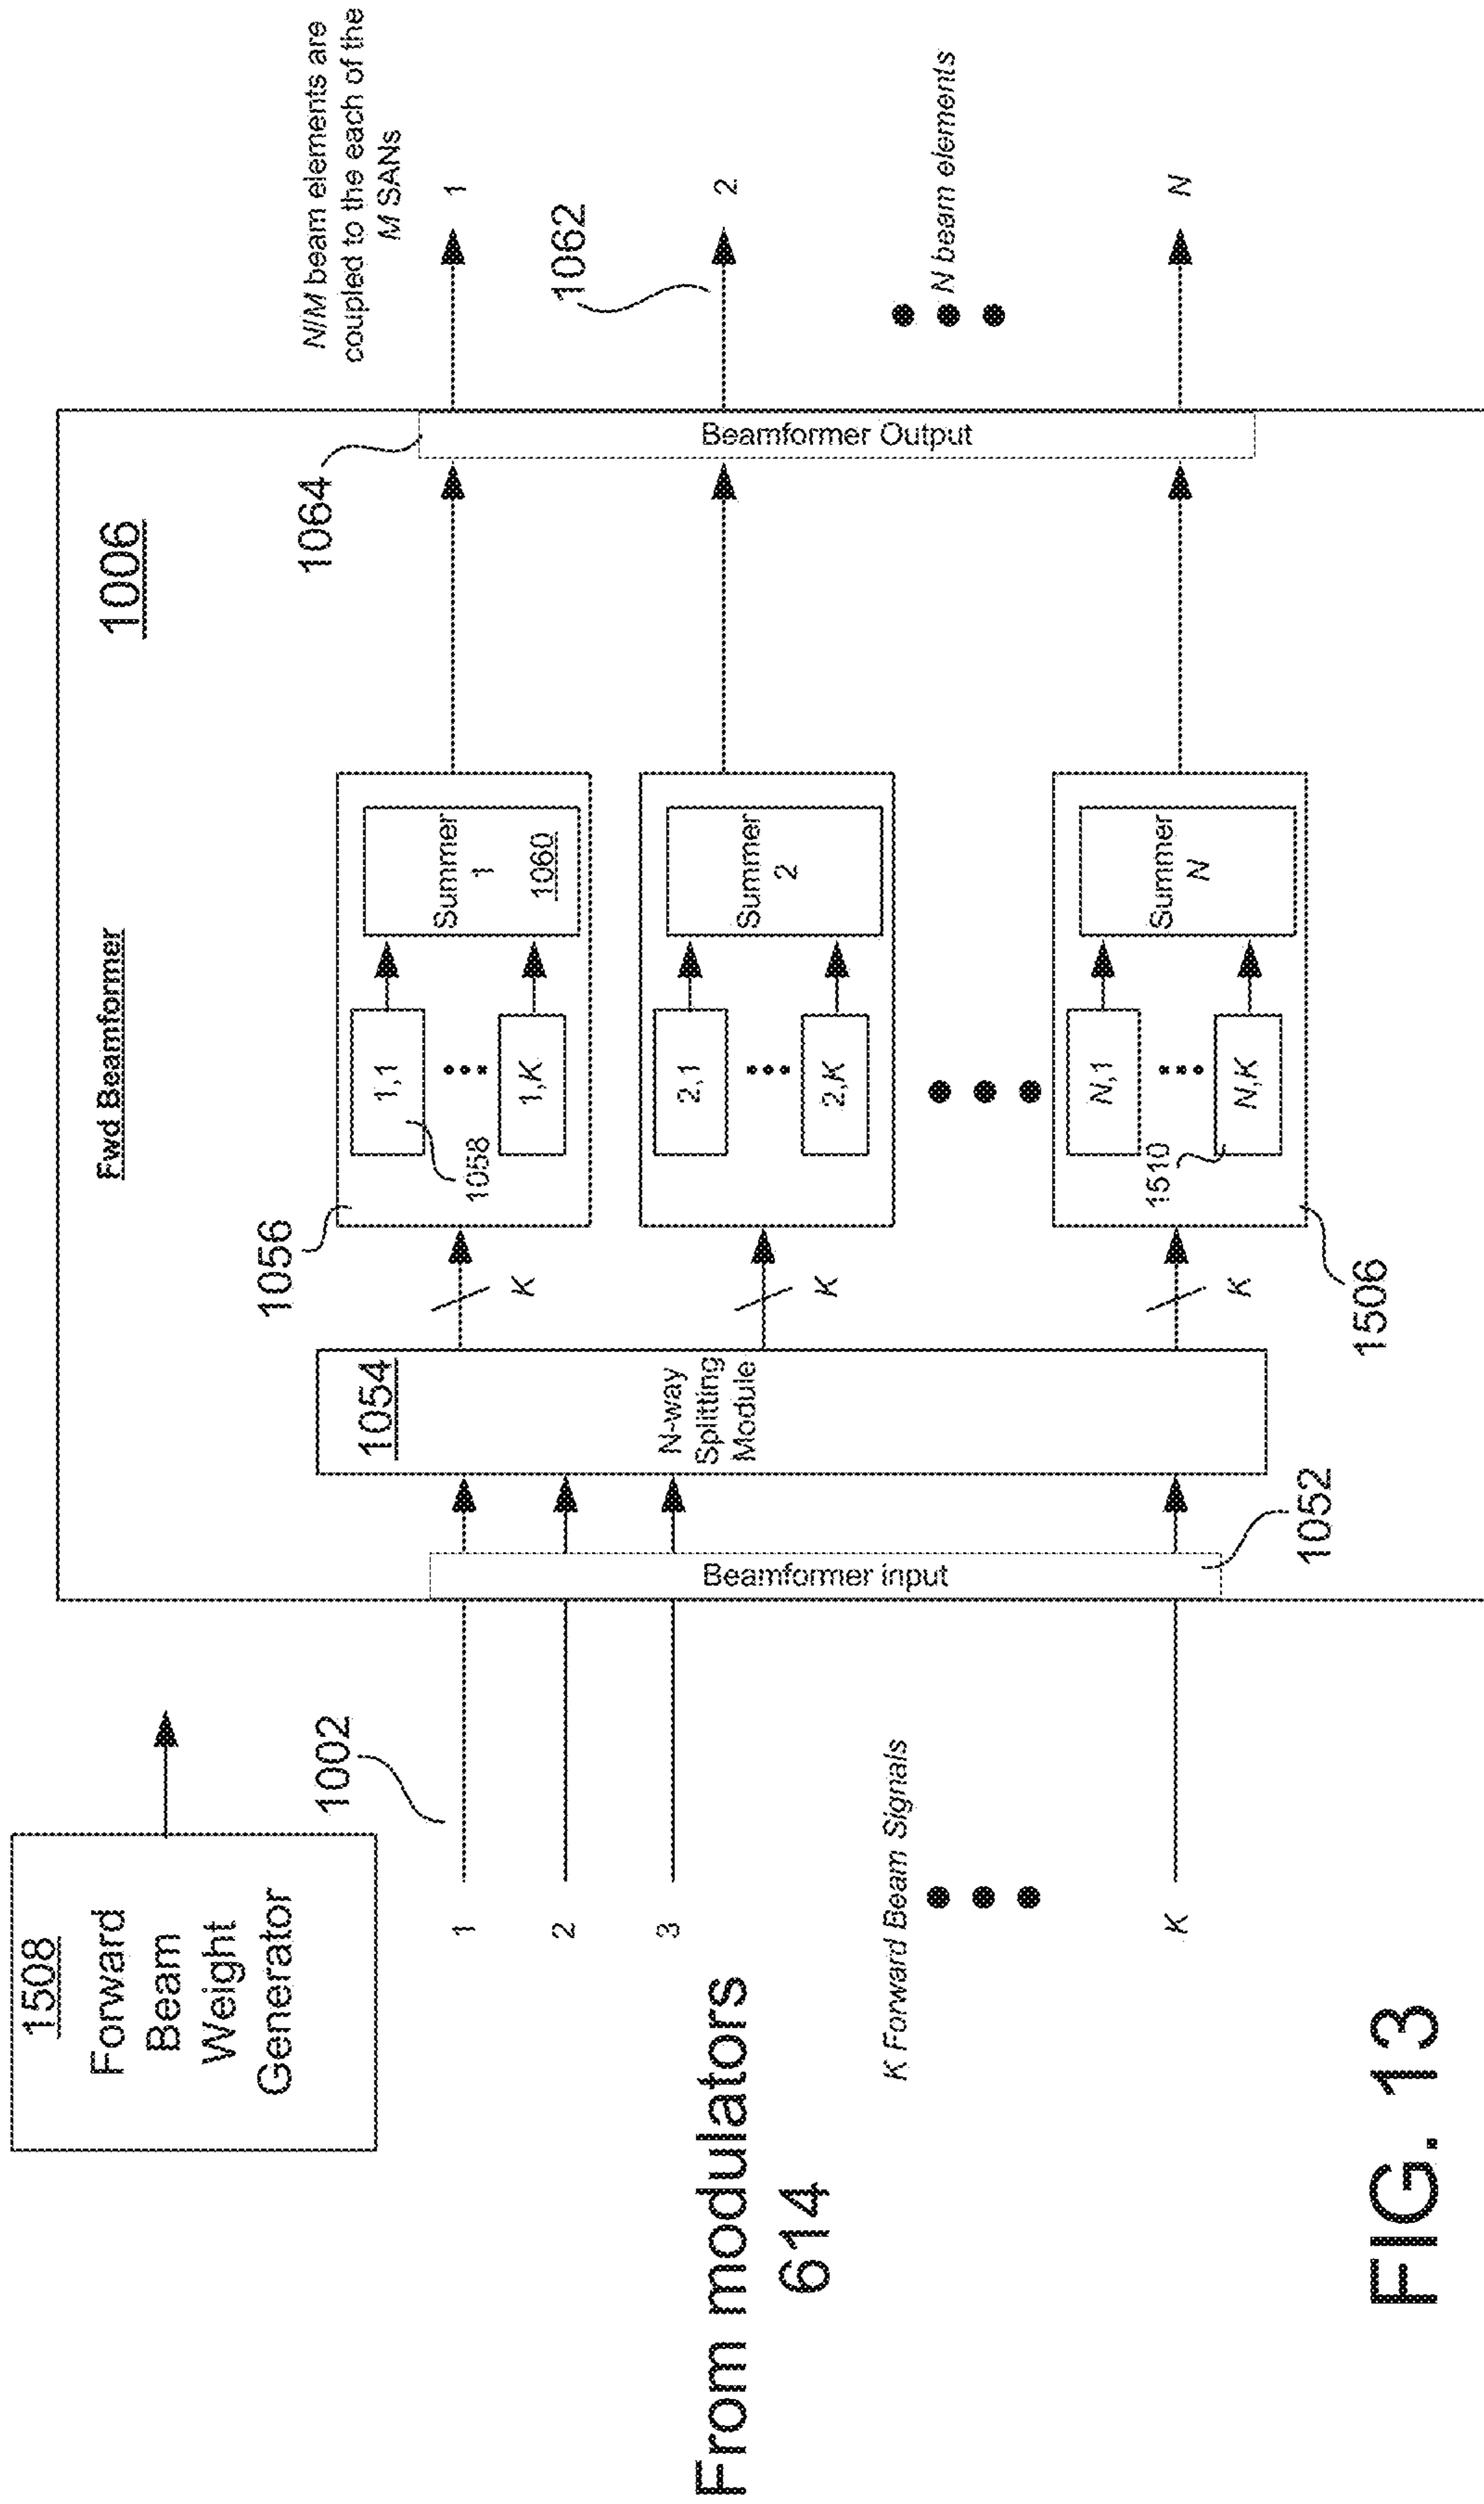 1508
Forward
Beam
Weight
Generator
Fwd Beamformer
1006
N/M beam elements are
coupled to the each of the
M SANs
1002
1056
1064
1
1054
K
1,1
1058
1,K
Summer
1
1060
1
1062
2
K
2,1
2,K
Summer
2
2
3
N-way
Splitting
Module
Beamformer input
Beamformer Output
From modulators
614
K Forward Beam Signals
N beam elements
K
K
1510
N,1
N,K
Summer
N
N
1052
1506
FIG. 13